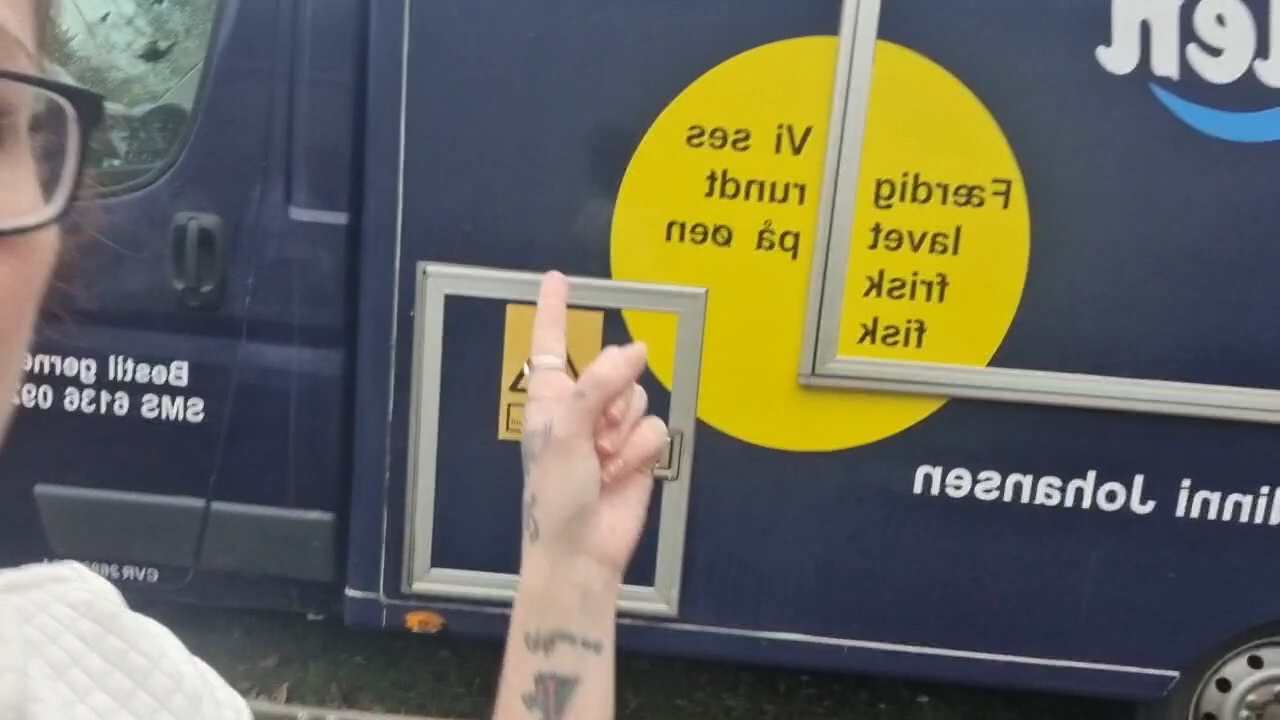 Vi ses
rundt
på øen
Færdig
lavet
frisk
fisk
Bestil gerne
SMS 6136
Johansen